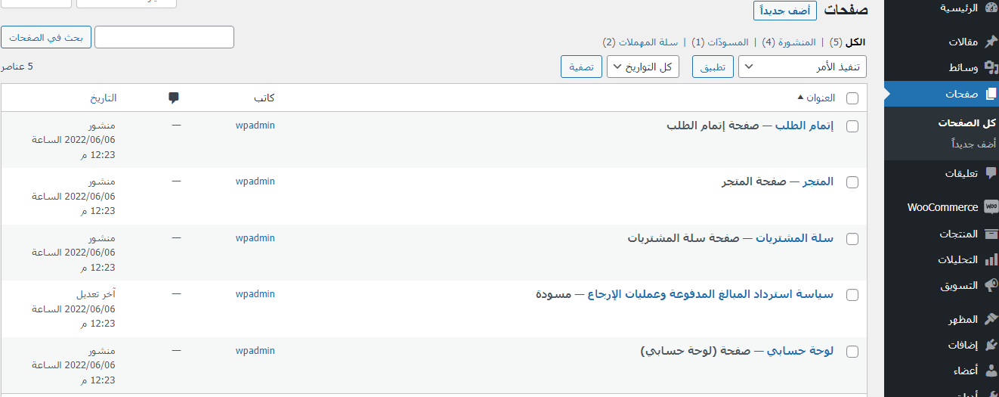 الرئيسية
مقالات
وسائط
صفحات
كل الصفحات
أضف جديداً
تعليقات
WooCommerce
المنتجات
التحليلات
التسويق
المظهر
إضافات
أعضاء
صفحات أضف جديداً
الكل (5) | المنشورة (4) | المسودّات (1) | سلة المهملات (2)
بحث في الصفحات
تنفيذ الأمر تطبيق كل التواريخ تصفية 5 عناصر
العنوان كاتب التاريخ
إتمام الطلب — صفحة إتمام الطلب wpadmin — منشور
2022/06/06 الساعة
12:23 م
المتجر — صفحة المتجر wpadmin — منشور
2022/06/06 الساعة
12:23 م
سلة المشتريات — صفحة سلة المشتريات wpadmin — منشور
2022/06/06 الساعة
12:23 م
سياسة استرداد المبالغ المدفوعة وعمليات الإرجاع — مسودة wpadmin — آخر تعديل
2022/06/06 الساعة
12:23 م
لوحة حسابي — صفحة (لوحة حسابي) wpadmin — منشور
2022/06/06 الساعة
12:23 م